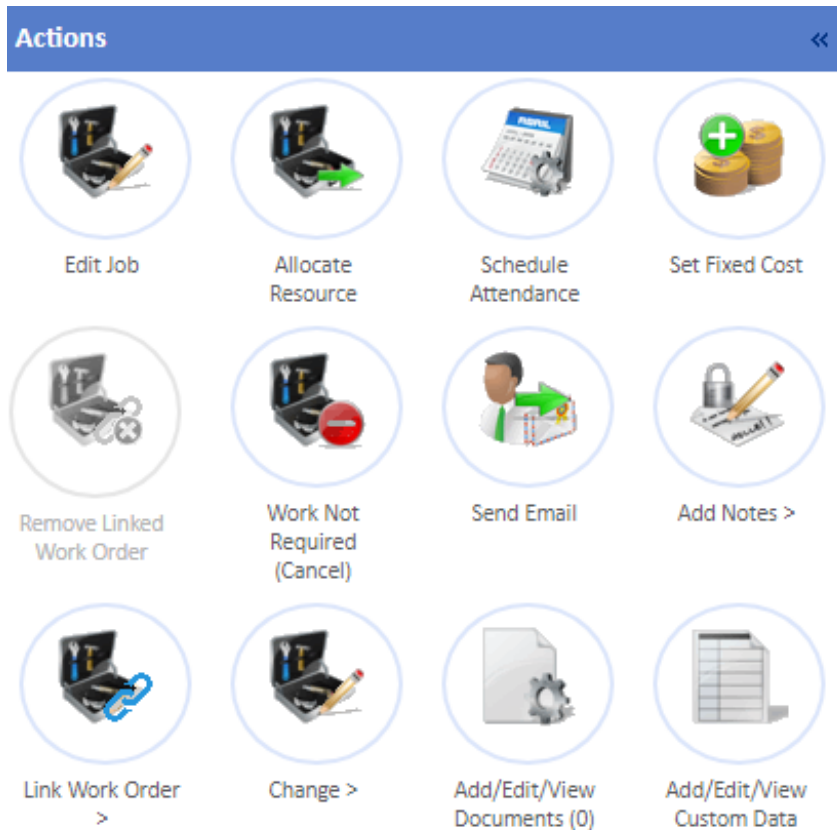 Actions
«
ABRIL
Edit Job
Allocate
Resource
Schedule
Attendance
Set Fixed Cost
Remove Linked
Work Order
Work Not
Required
(Cancel)
Send Email
Add Notes >
Link Work Order
>
Change >
Add/Edit/View
Documents (0)
Add/Edit/View
Custom Data